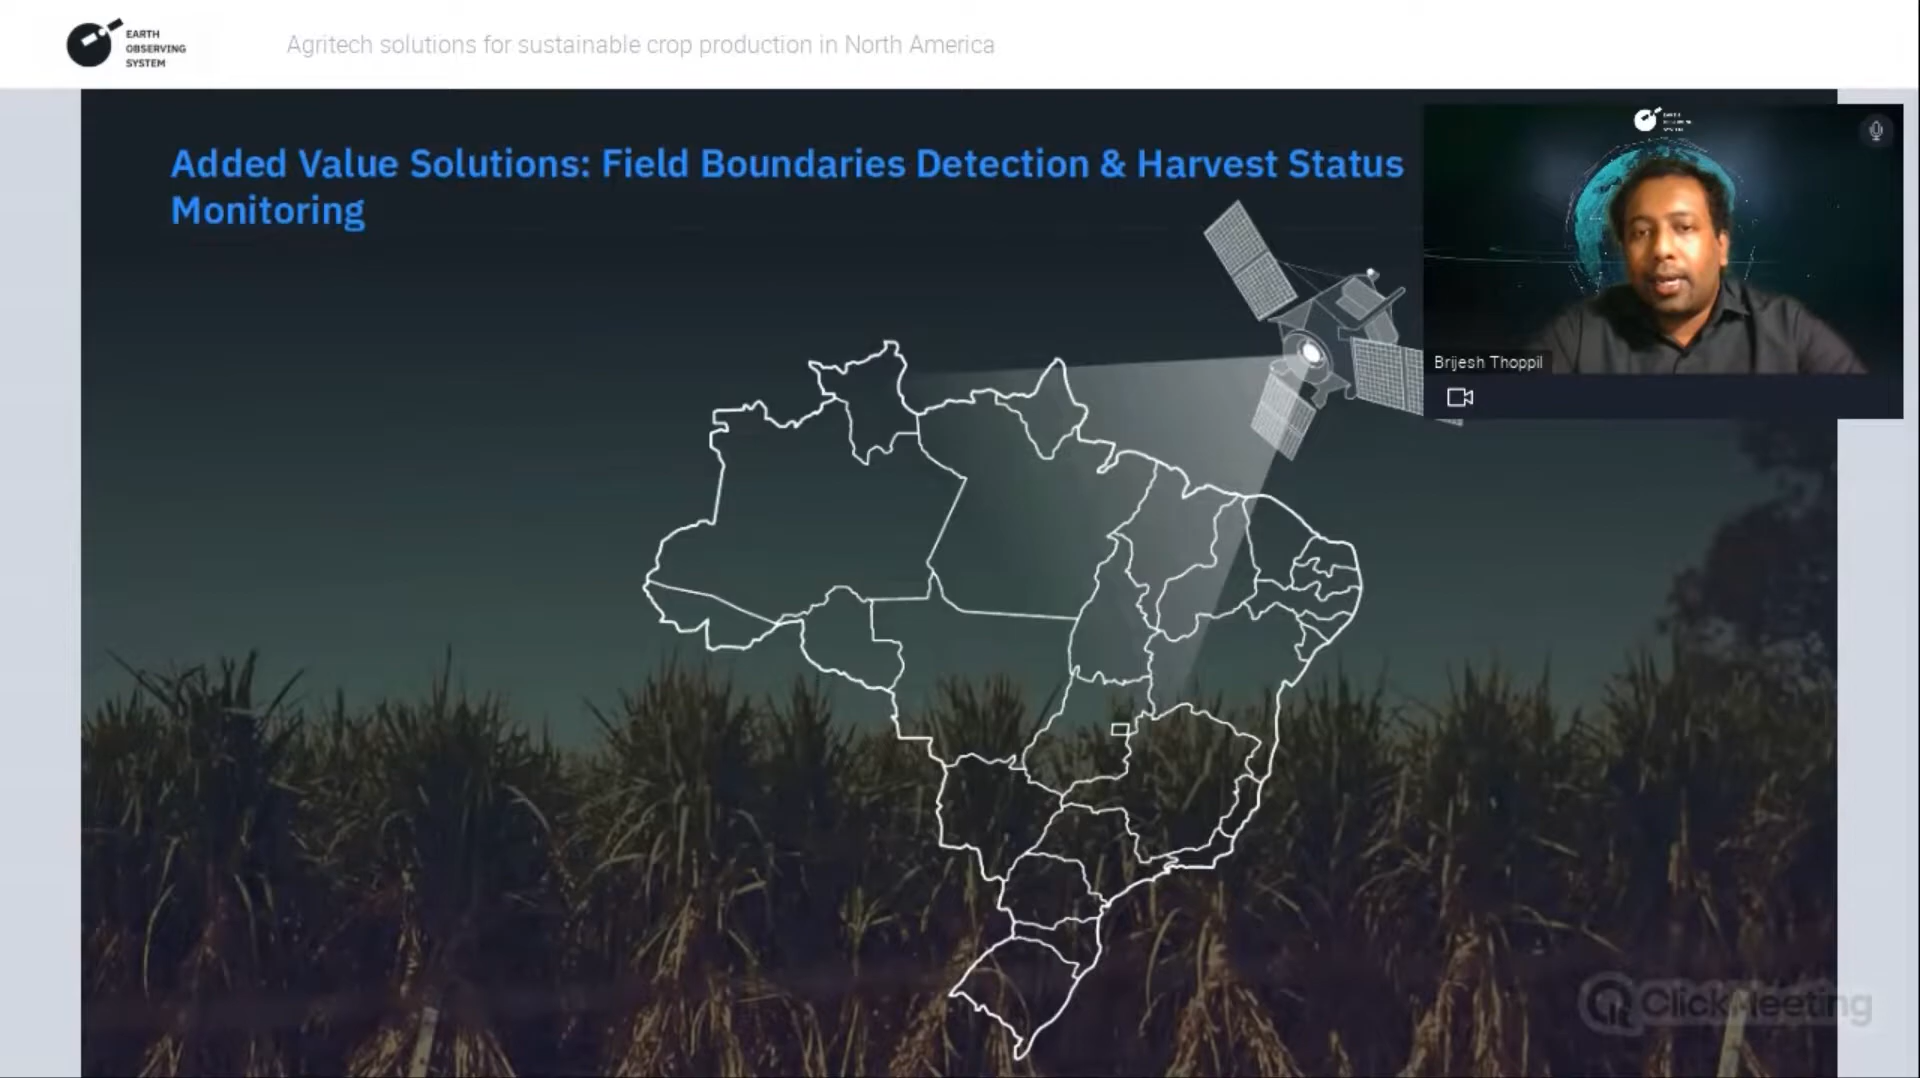 EARTH
OBSERVING
SYSTEM
Agritech solutions for sustainable crop production in North America
Added Value Solutions: Field Boundaries Detection & Harvest Status
Monitoring
Brijesh Thoppil
ClickMeeting